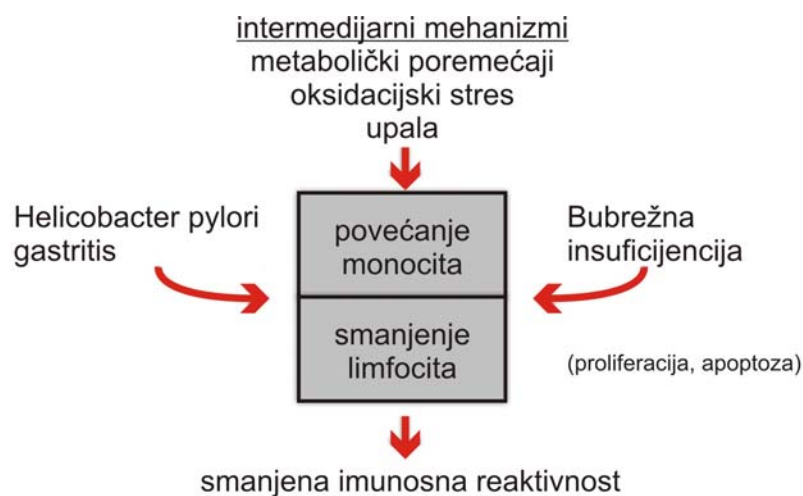 intermedijarni mehanizmi
metabolički poremećaji
oksidacijski stres
upala
Helicobacter pylori
gastritis
povećanje
monocita
Bubrežna
insuficijencija
smanjenje
limfocita
(proliferacija, apoptoza)
smanjena imunosna reaktivnost